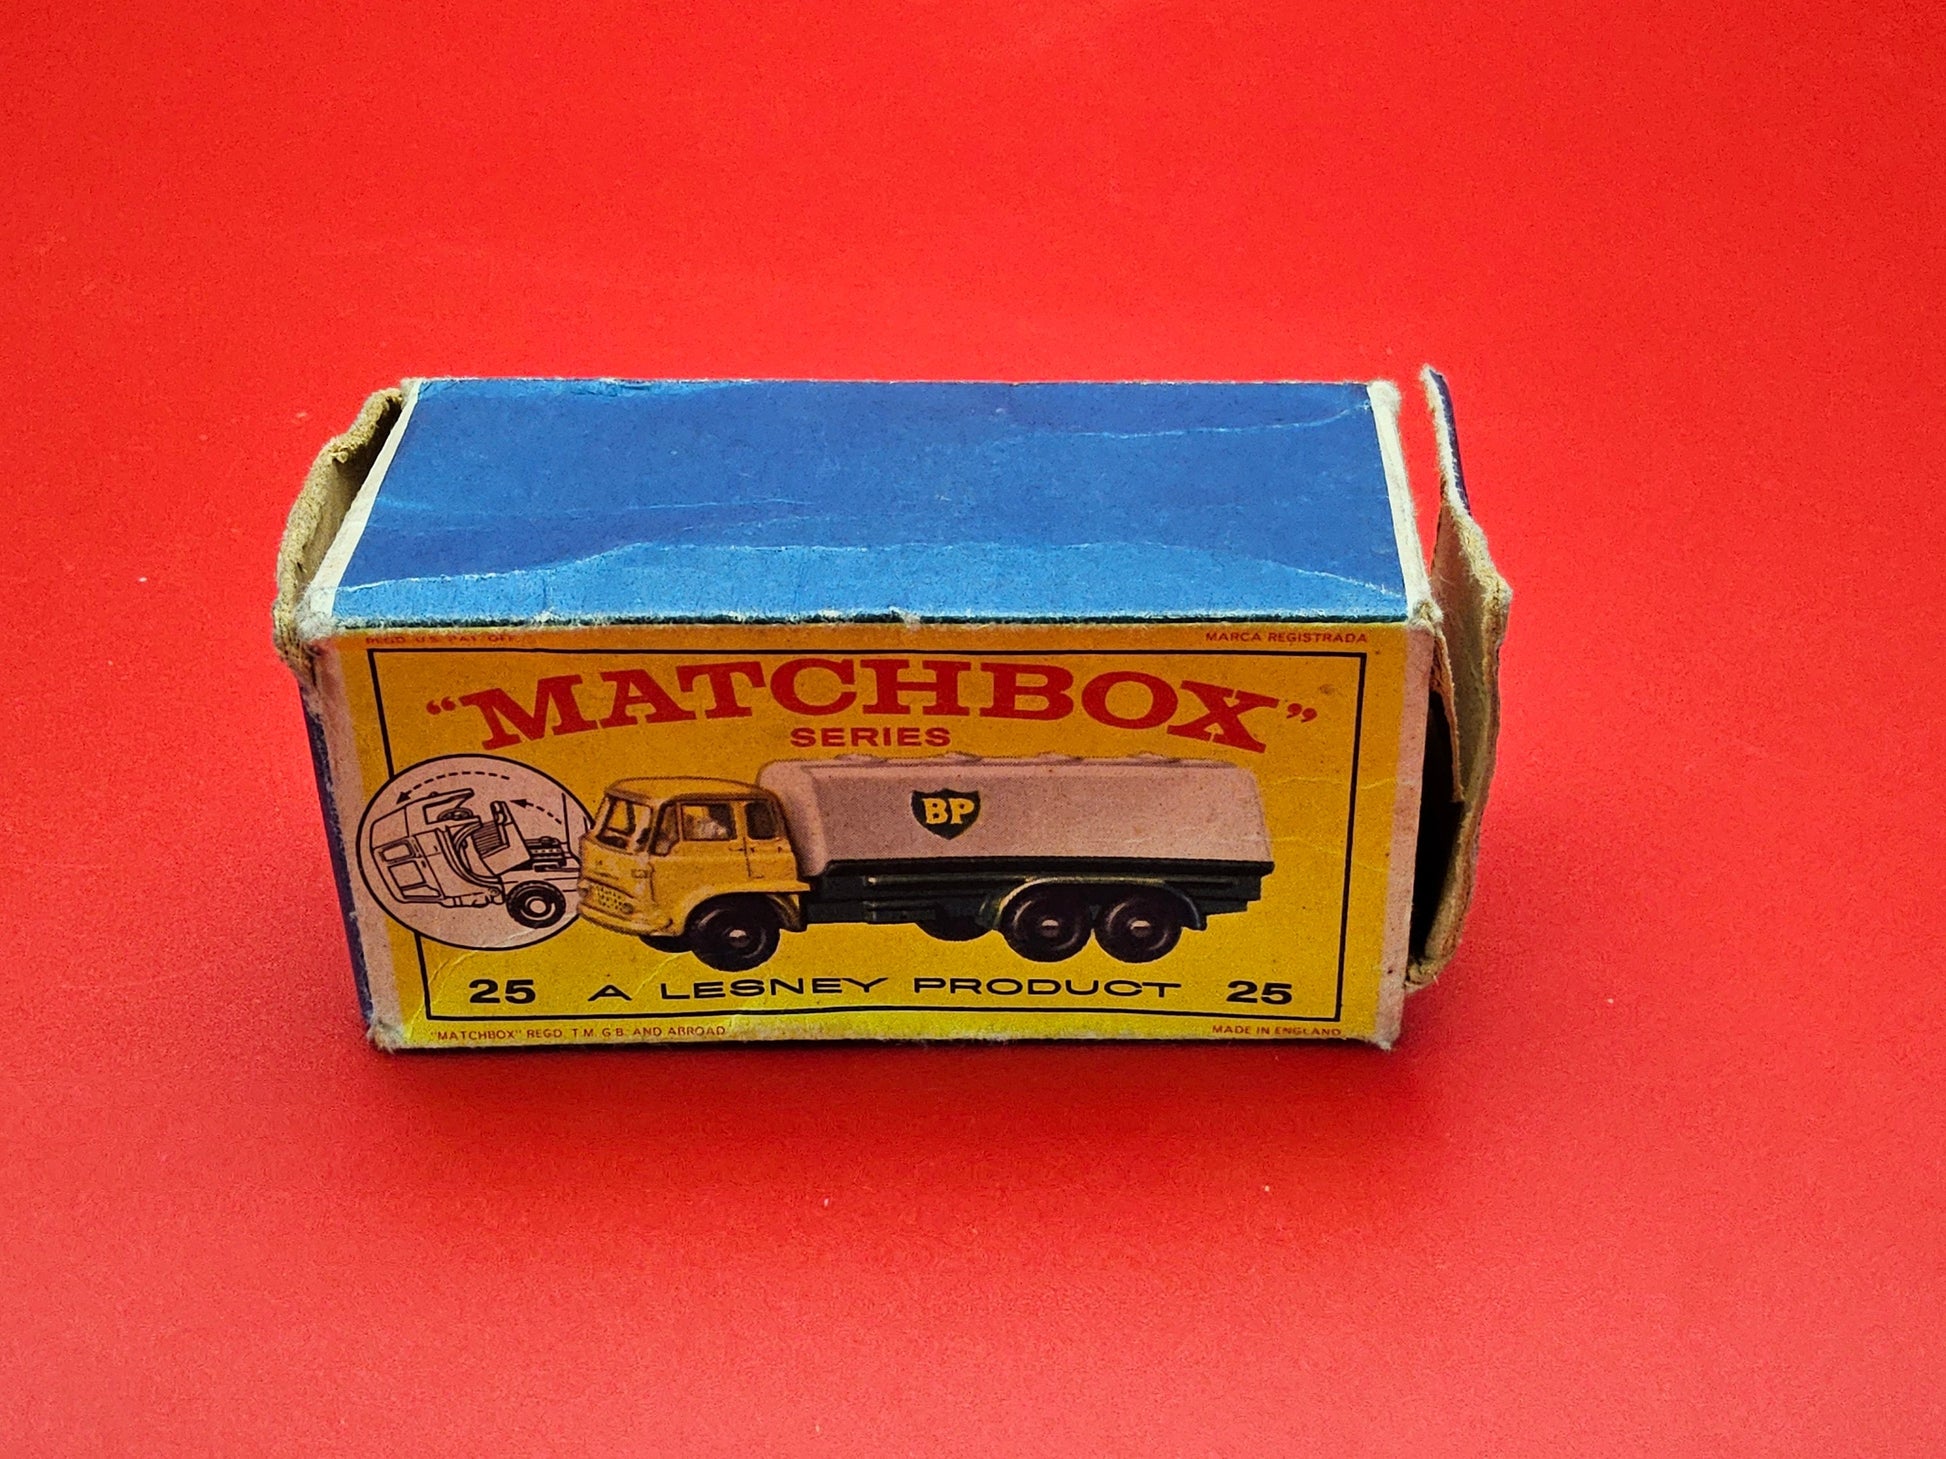 REGD. U.S. PAT. OFF.
MARCA REGISTRADA
"MATCHBOX"
SERIES
BP
25 A LESNEY PRODUCT 25
"MATCHBOX" REGD. T.M. G.B. AND ABROAD
MADE IN ENGLAND